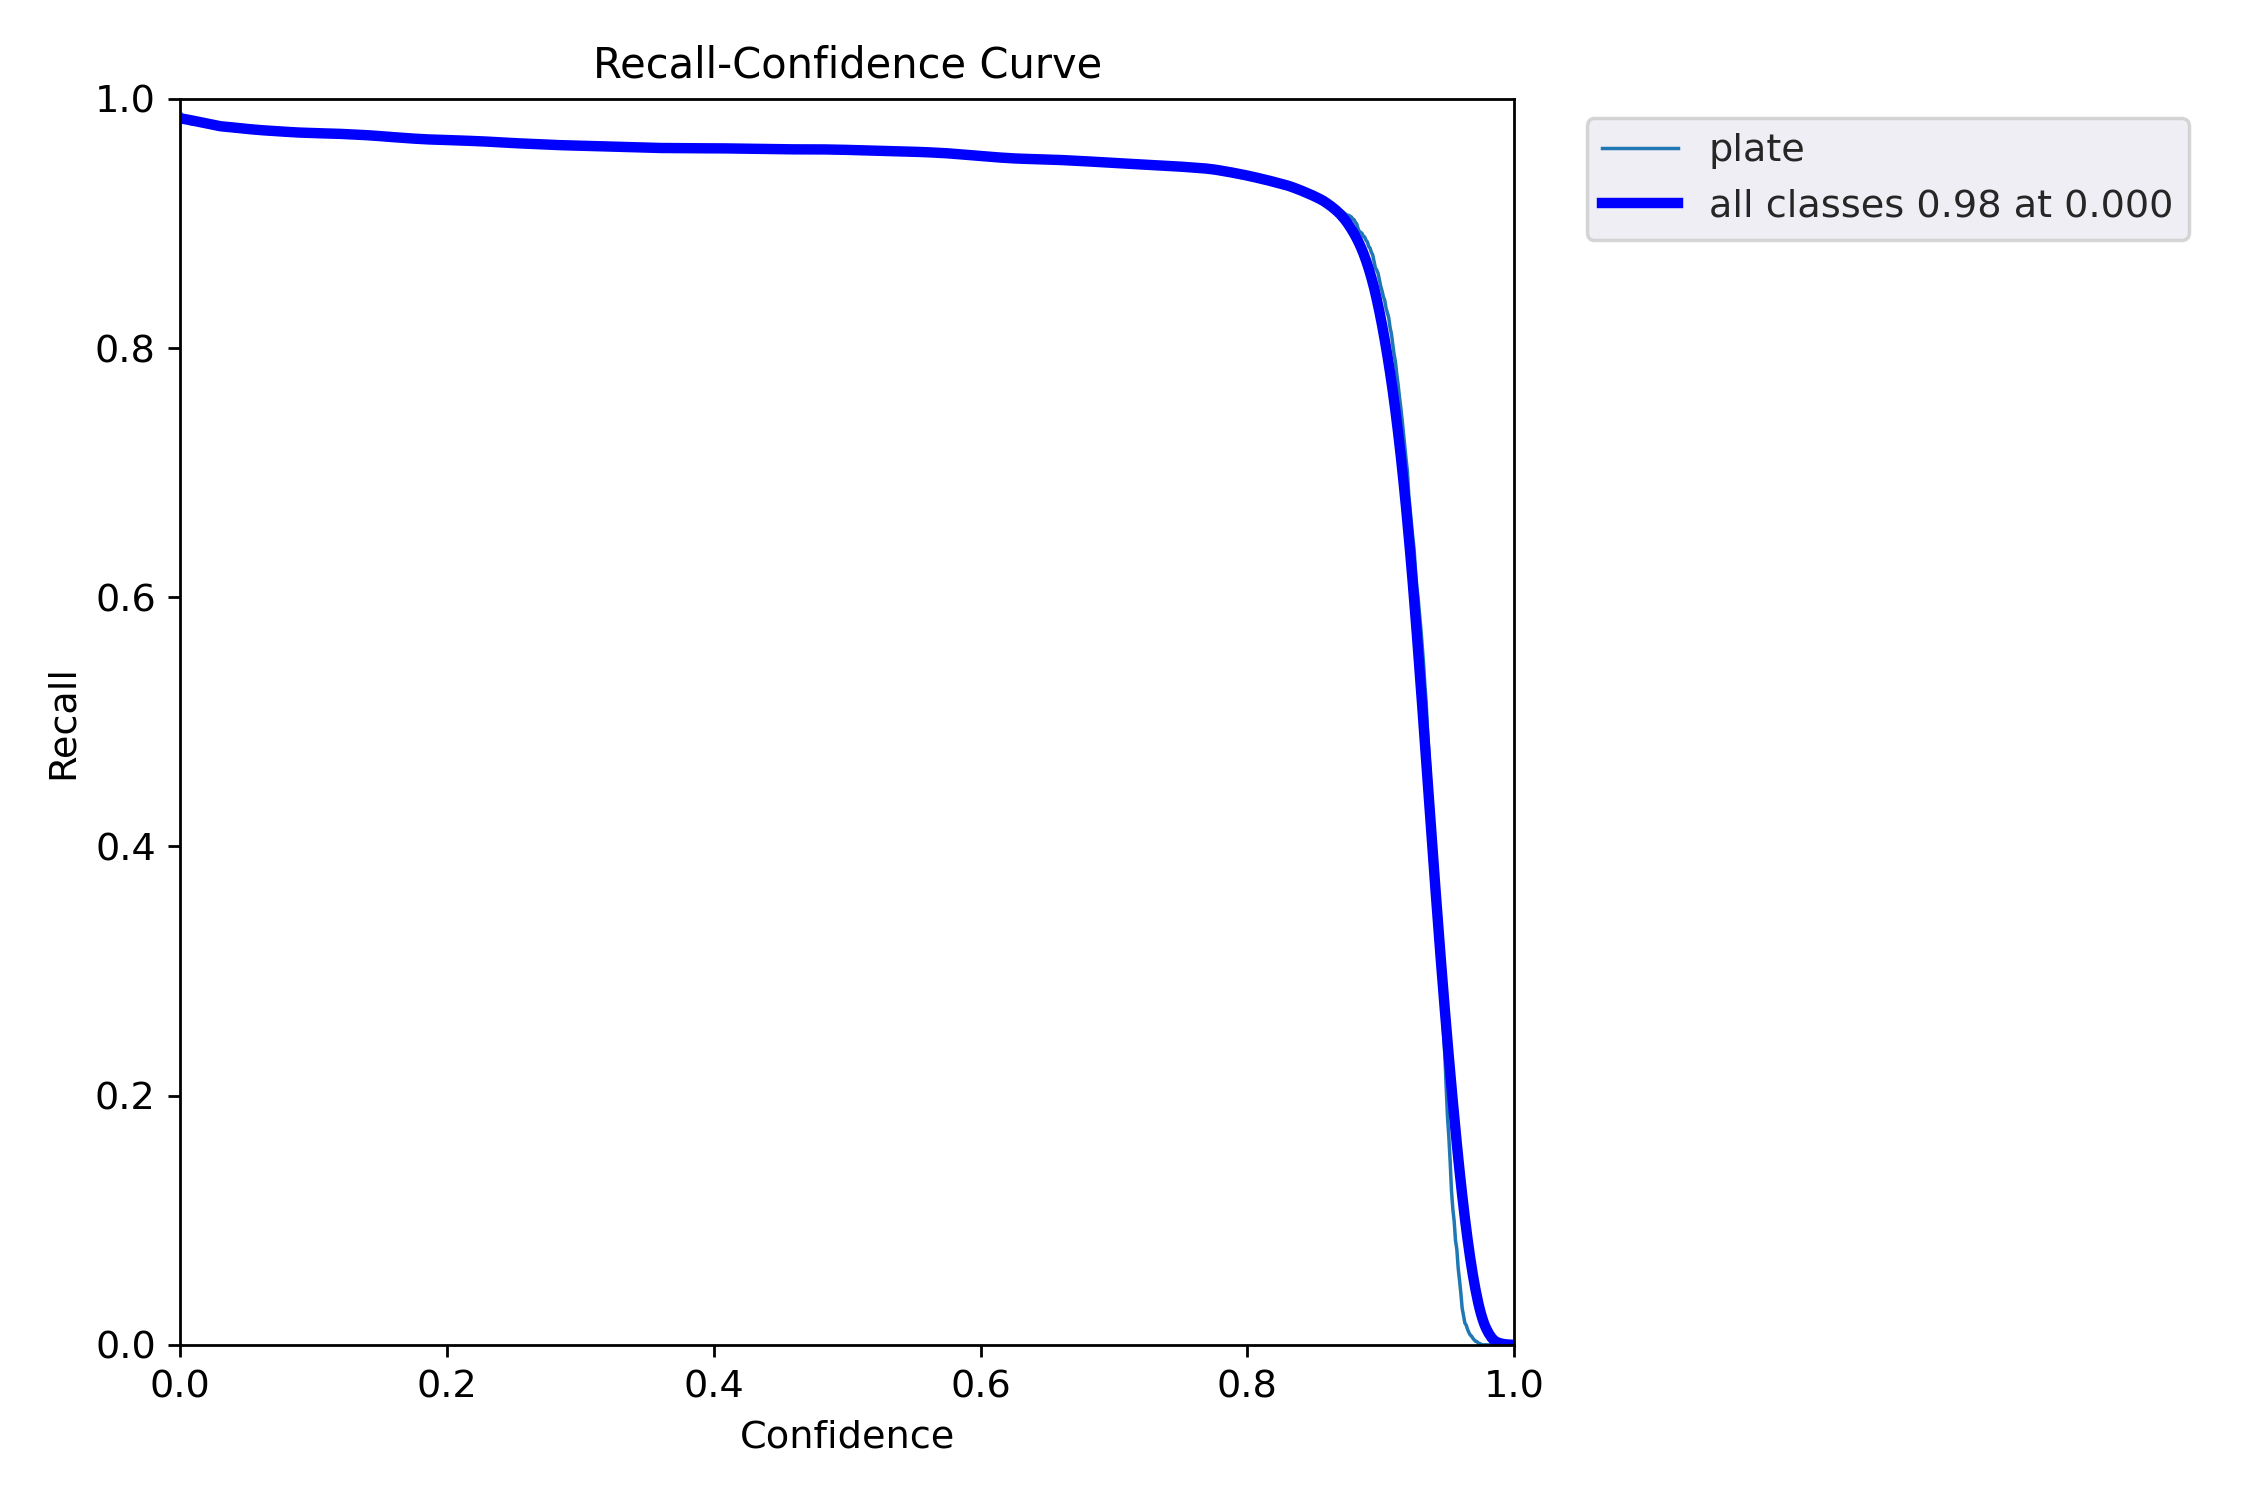 Recall-Confidence Curve
1.0
0.8
0.6
0.4
0.2
0.0
Recall
0.0 0.2 0.4 0.6 0.8 1.0
Confidence
plate
all classes 0.98 at 0.000